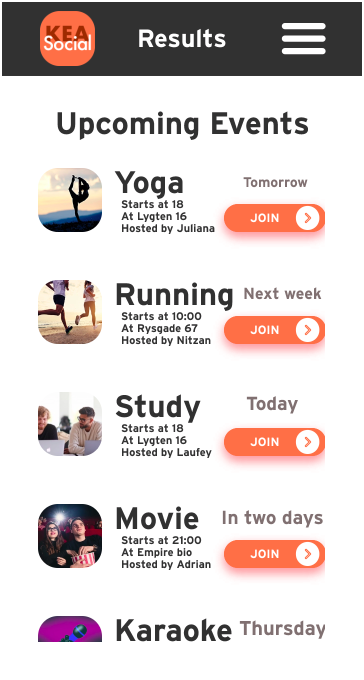 KEA
Social
Results
Upcoming Events
Yoga
Tomorrow
Starts at 18
At Lygten 16
Hosted by Juliana
JOIN
Running
Next week
Starts at 10:00
At Rysgade 67
Hosted by Nitzan
JOIN
Study
Today
Starts at 18
At Lygten 16
Hosted by Laufey
JOIN
Movie
In two days
Starts at 21:00
At Empire bio
Hosted by Adrian
JOIN
Karaoke
Thursday